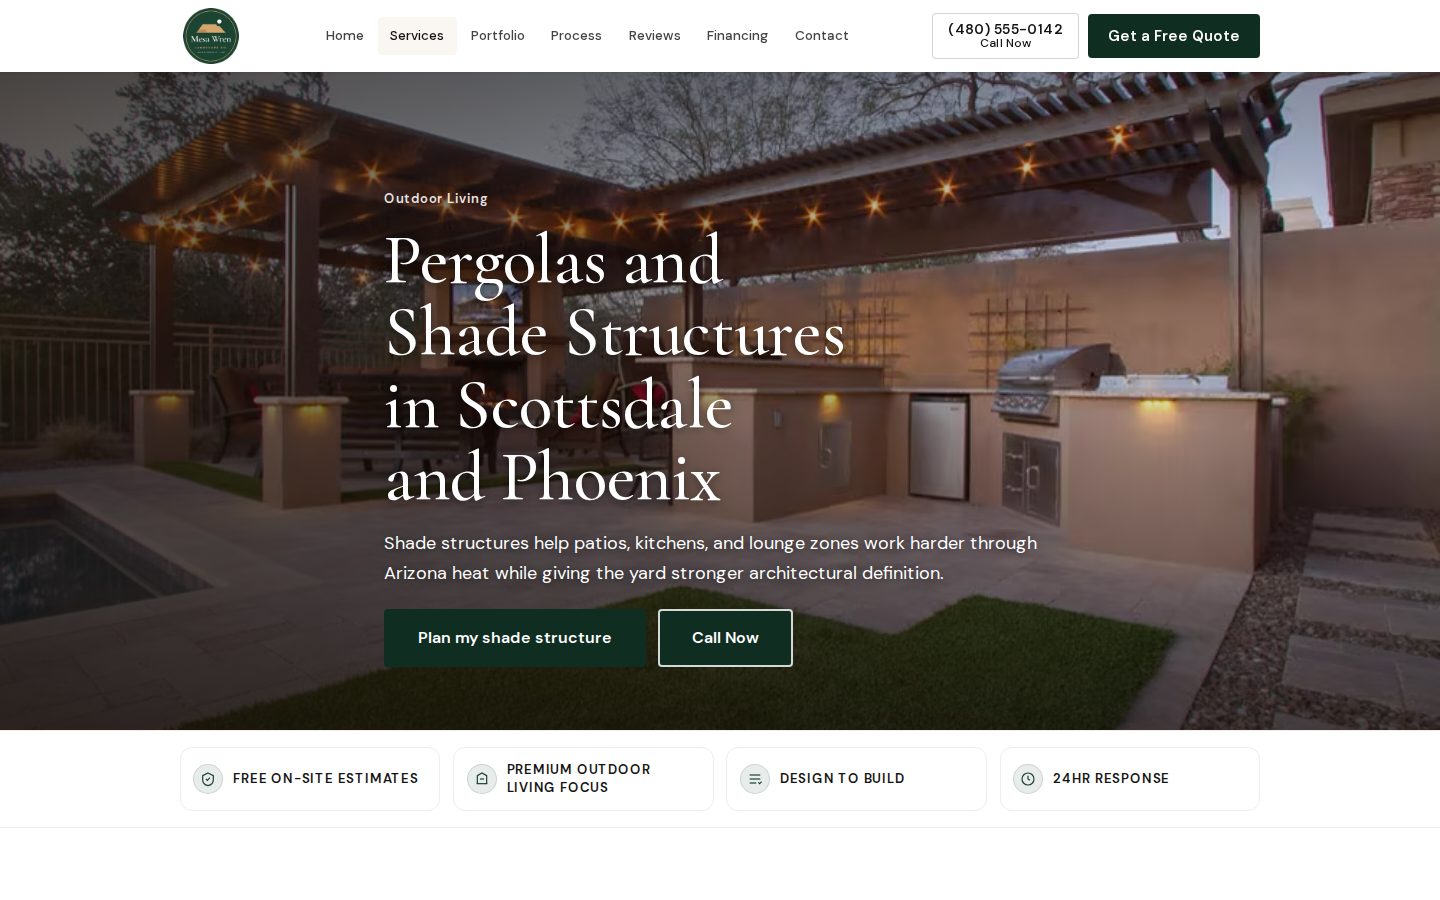 Mesa Wren
Home
Services
Portfolio
Process
Reviews
Financing
Contact
(480) 555-0142
Call Now
Get a Free Quote
Outdoor Living
Pergolas and
Shade Structures
in Scottsdale
and Phoenix
Shade structures help patios, kitchens, and lounge zones work harder through
Arizona heat while giving the yard stronger architectural definition.
Plan my shade structure
Call Now
FREE ON-SITE ESTIMATES
PREMIUM OUTDOOR
LIVING FOCUS
DESIGN TO BUILD
24HR RESPONSE